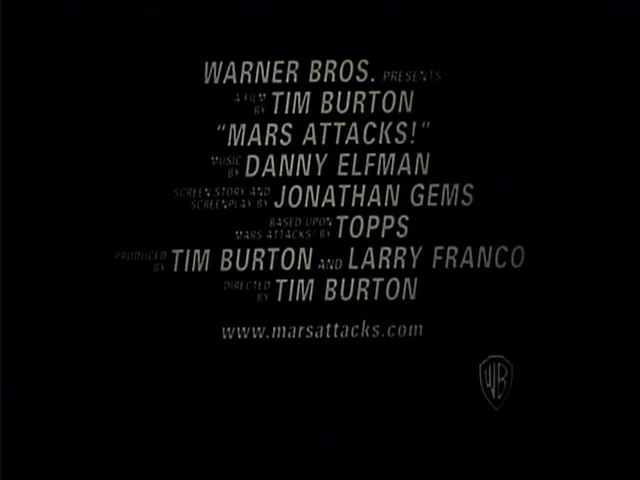 WARNER BROS. PRESENTS
A FILM BY TIM BURTON
"MARS ATTACKS!"
MUSIC BY DANNY ELFMAN
SCREEN STORY AND SCREENPLAY BY JONATHAN GEMS
BASED UPON MARS ATTACKS! BY TOPPS
PRODUCED BY TIM BURTON AND LARRY FRANCO
DIRECTED BY TIM BURTON
www.marsattacks.com
WB